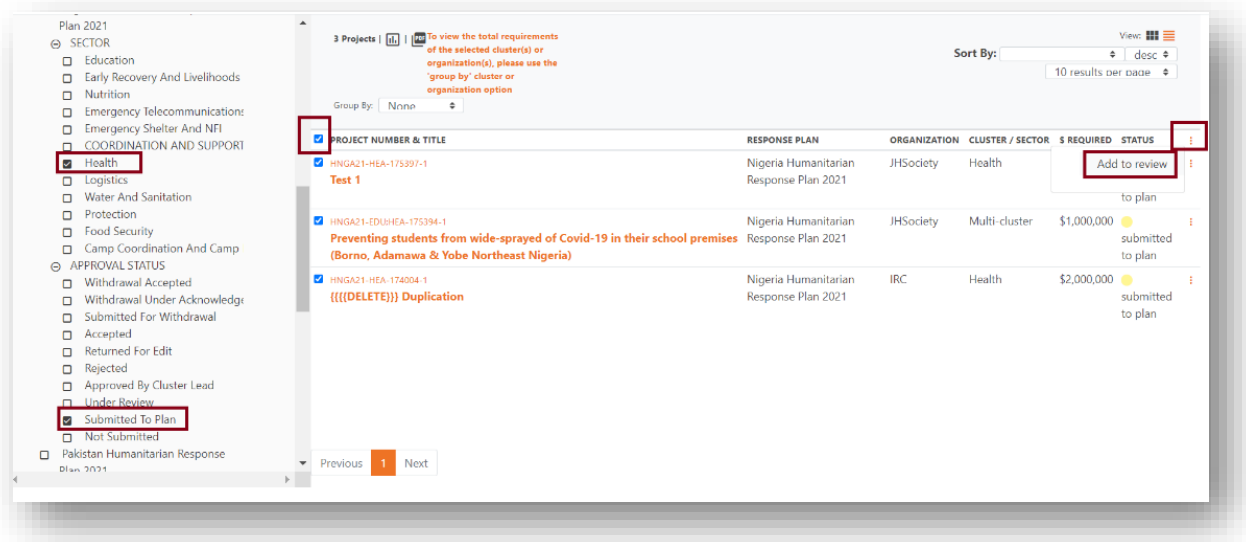 Plan 2021
SECTOR
Education
Early Recovery And Livelihoods
Nutrition
Emergency Telecommunications
Emergency Shelter And NFI
COORDINATION AND SUPPORT
Health
Logistics
Water And Sanitation
Protection
Food Security
Camp Coordination And Camp
APPROVAL STATUS
Withdrawal Accepted
Withdrawal Under Acknowledge
Submitted For Withdrawal
Accepted
Returned For Edit
Rejected
Approved By Cluster Lead
Under Review
Submitted To Plan
Not Submitted
Pakistan Humanitarian Response
Plan 2021
3 Projects | | PDF To view the total requirements
of the selected cluster(s) or
organization(s), please use the
'group by' cluster or
organization option
View:
Sort By: desc
10 results per page
Group By: None
PROJECT NUMBER & TITLE RESPONSE PLAN ORGANIZATION CLUSTER / SECTOR $ REQUIRED STATUS
HNGA21-HEA-175397-1 Nigeria Humanitarian JHSociety Health Add to review
Test 1 Response Plan 2021
to plan
HNGA21-EDU:HEA-175394-1 Nigeria Humanitarian JHSociety Multi-cluster $1,000,000
Preventing students from wide-sprayed of Covid-19 in their school premises Response Plan 2021 submitted
(Borno, Adamawa & Yobe Northeast Nigeria) to plan
HNGA21-HEA-174004-1 Nigeria Humanitarian IRC Health $2,000,000
{{{{DELETE}}} Duplication Response Plan 2021 submitted
to plan
Previous 1 Next